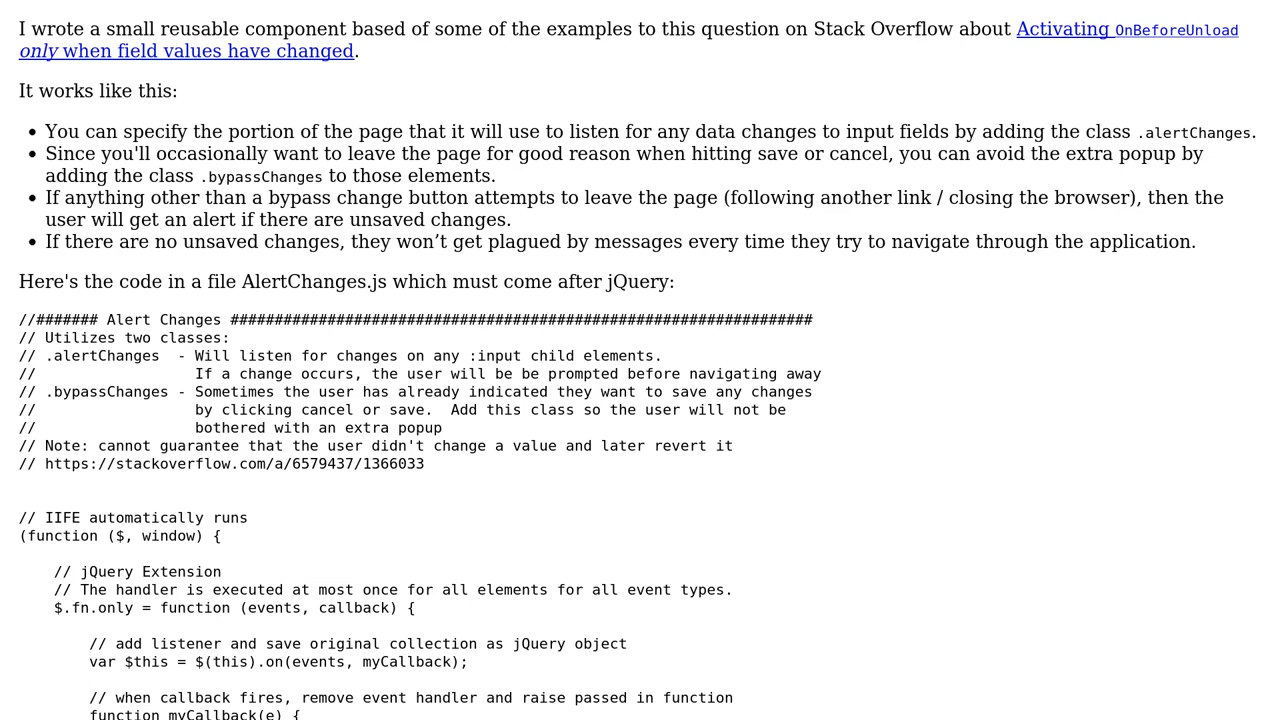 I wrote a small reusable component based of some of the examples to this question on Stack Overflow about Activating OnBeforeUnload
only when field values have changed.
It works like this:
• You can specify the portion of the page that it will use to listen for any data changes to input fields by adding the class .alertChanges.
• Since you'll occasionally want to leave the page for good reason when hitting save or cancel, you can avoid the extra popup by
adding the class .bypassChanges to those elements.
• If anything other than a bypass change button attempts to leave the page (following another link / closing the browser), then the
user will get an alert if there are unsaved changes.
• If there are no unsaved changes, they won’t get plagued by messages every time they try to navigate through the application.
Here's the code in a file AlertChanges.js which must come after jQuery:
//####### Alert Changes ##################################################################
// Utilizes two classes:
// .alertChanges  - Will listen for changes on any :input child elements.
//                  If a change occurs, the user will be be prompted before navigating away
// .bypassChanges - Sometimes the user has already indicated they want to save any changes
//                  by clicking cancel or save.  Add this class so the user will not be
//                  bothered with an extra popup
// Note: cannot guarantee that the user didn't change a value and later revert it
// https://stackoverflow.com/a/6579437/1366033
// IIFE automatically runs
(function ($, window) {
    // jQuery Extension
    // The handler is executed at most once for all elements for all event types.
    $.fn.only = function (events, callback) {
        // add listener and save original collection as jQuery object
        var $this = $(this).on(events, myCallback);
        // when callback fires, remove event handler and raise passed in function
        function myCallback(e) {